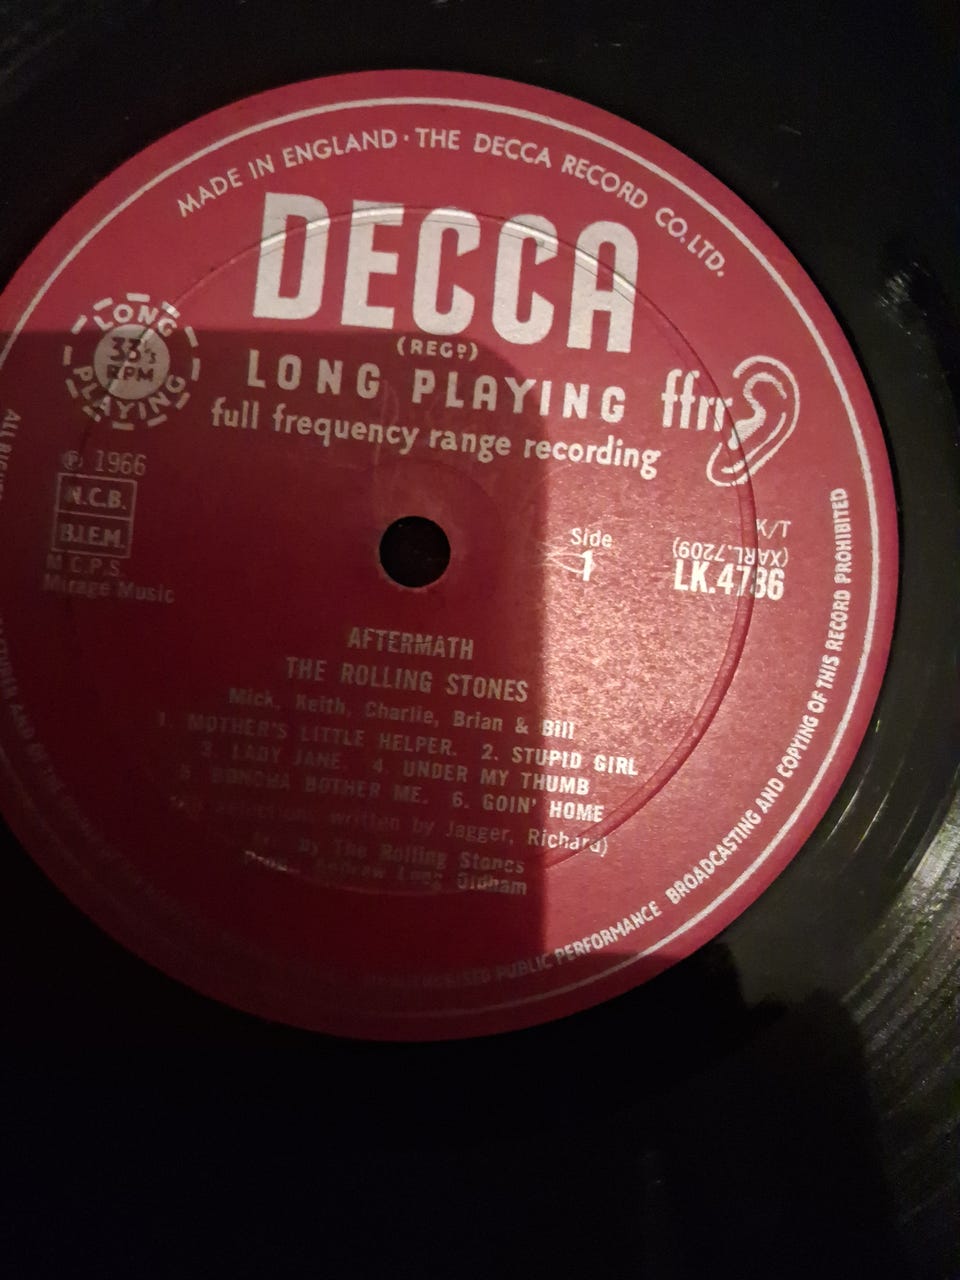 MADE IN ENGLAND · THE DECCA RECORD CO. LTD.
DECCA
(REGD)
LONG PLAYING
33⅓ RPM
LONG PLAYING
ffrr
full frequency range recording
℗ 1966
N.C.B.
B.I.E.M.
M.C.P.S.
Mirage Music
Side
1
K/T
(XARL.7209)
LK.4786
AFTERMATH
THE ROLLING STONES
Mick, Keith, Charlie, Brian & Bill
1. MOTHER'S LITTLE HELPER. 2. STUPID GIRL
3. LADY JANE. 4. UNDER MY THUMB
5. DONCHA BOTHER ME. 6. GOIN' HOME
written by Jagger, Richard)
by The Rolling Stones
Andrew Loog Oldham
PUBLIC PERFORMANCE BROADCASTING AND COPYING OF THIS RECORD PROHIBITED